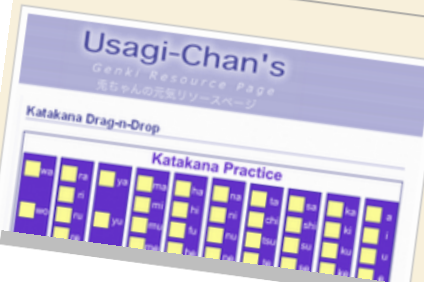 Usagi-Chan's
Genki Resource Page
兎ちゃんの元気リソースページ
Katakana Drag-n-Drop
Katakana Practice
wa ra ya ma ha na ta sa ka a
ri mi hi ni chi shi ki i
wo ru yu mu fu nu tsu su ku u